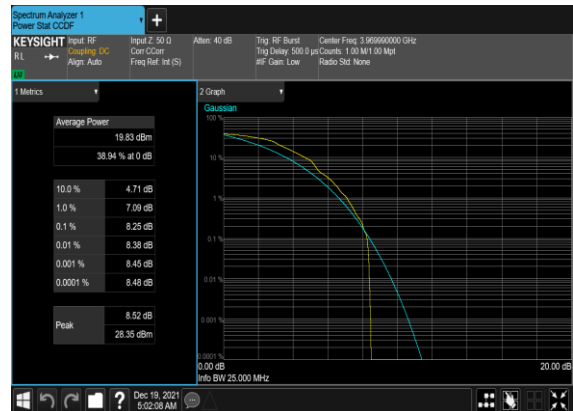 Spectrum Analyzer 1
Power Stat CCDF
KEYSIGHT
RL
LXI
Input: RF
Coupling: DC
Align: Auto
Input Z: 50 Ω
Corr CCorr
Freq Ref: Int (S)
Atten: 40 dB
Trig: RF Burst
Trig Delay: 500.0 µs
#IF Gain: Low
Center Freq: 3.969990000 GHz
Counts: 1.00 M/1.00 Mpt
Radio Std: None
1 Metrics
Average Power
19.83 dBm
38.94 % at 0 dB
10.0 % 4.71 dB
1.0 % 7.09 dB
0.1 % 8.25 dB
0.01 % 8.38 dB
0.001 % 8.45 dB
0.0001 % 8.48 dB
Peak
8.52 dB
28.35 dBm
2 Graph
Gaussian
100 %
10 %
1 %
0.1 %
0.01 %
0.001 %
0.0001 %
0.00 dB 20.00 dB
Info BW 25.000 MHz
?
Dec 19, 2021
5:02:08 AM